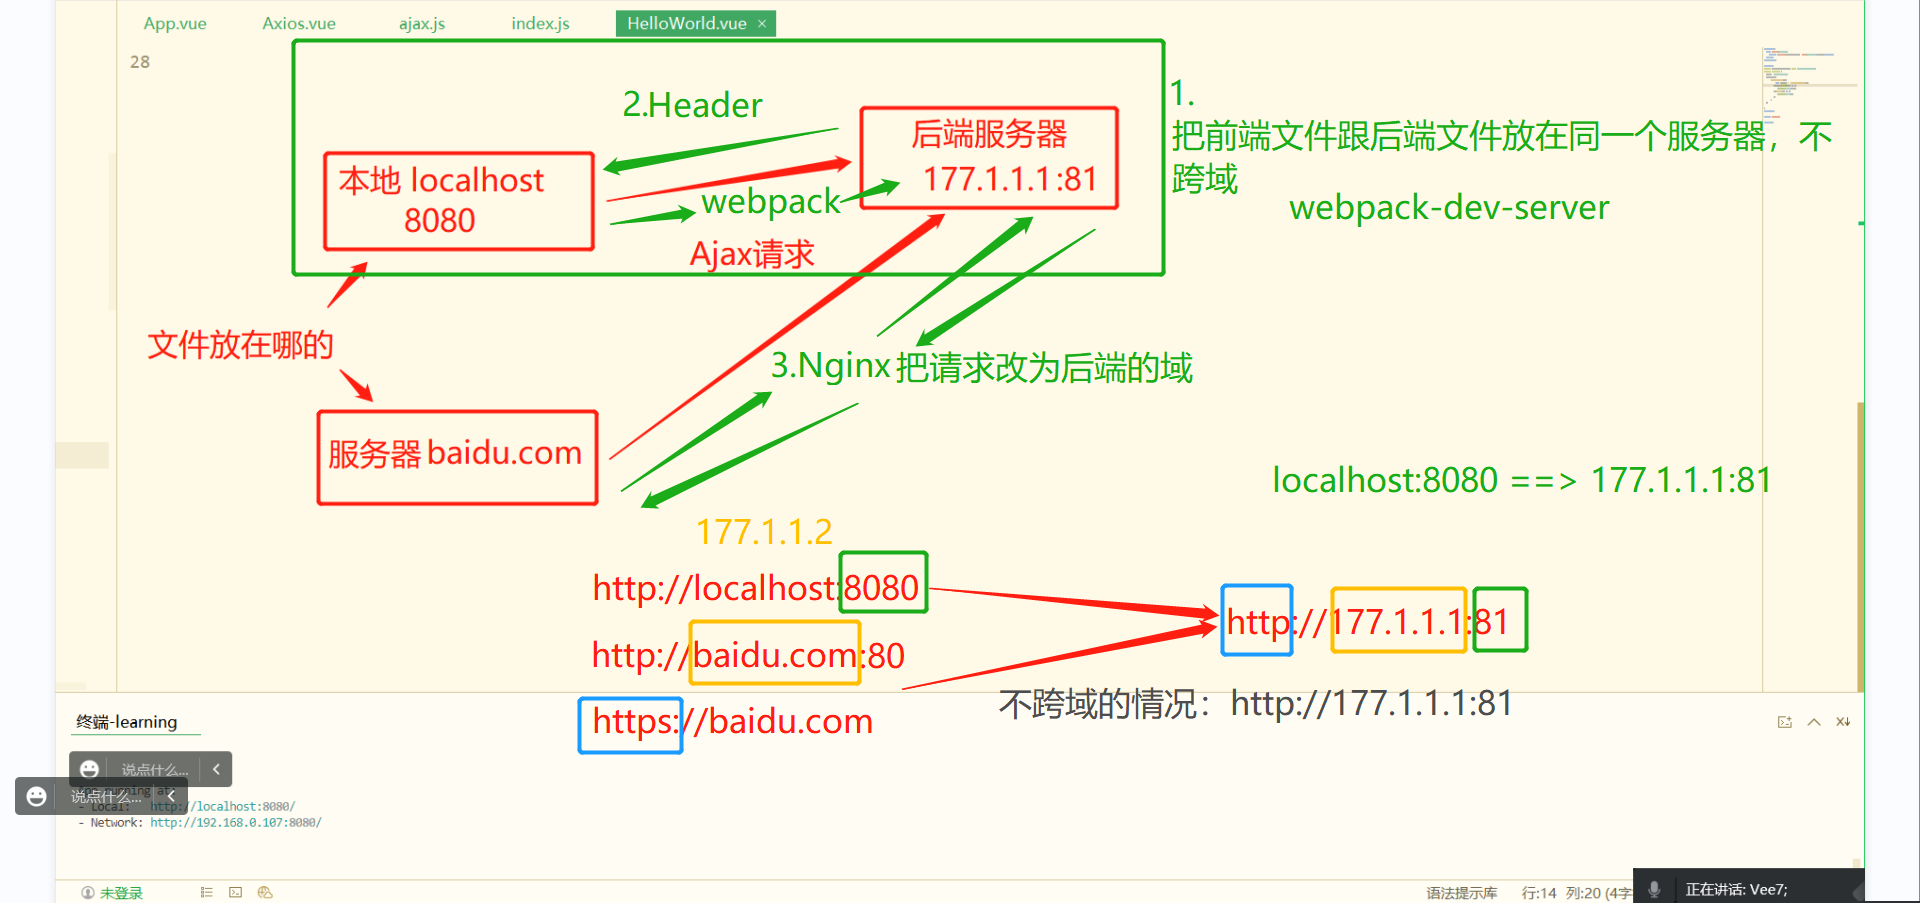 App.vue
Axios.vue
ajax.js
index.js
HelloWorld.vue ×
28
2.Header
1.
把前端文件跟后端文件放在同一个服务器，不
跨域
webpack-dev-server
后端服务器
177.1.1.1:81
本地 localhost
8080
webpack
Ajax请求
文件放在哪的
3.Nginx 把请求改为后端的域
服务器 baidu.com
localhost:8080 ==> 177.1.1.1:81
177.1.1.2
http://localhost:8080
http://177.1.1.1:81
http://baidu.com:80
不跨域的情况：http://177.1.1.1:81
https://baidu.com
终端-learning
说点什么...
说点什么...
- Local: http://localhost:8080/
- Network: http://192.168.0.107:8080/
未登录
语法提示库
行:14 列:20 (4字
正在讲话: Vee7;